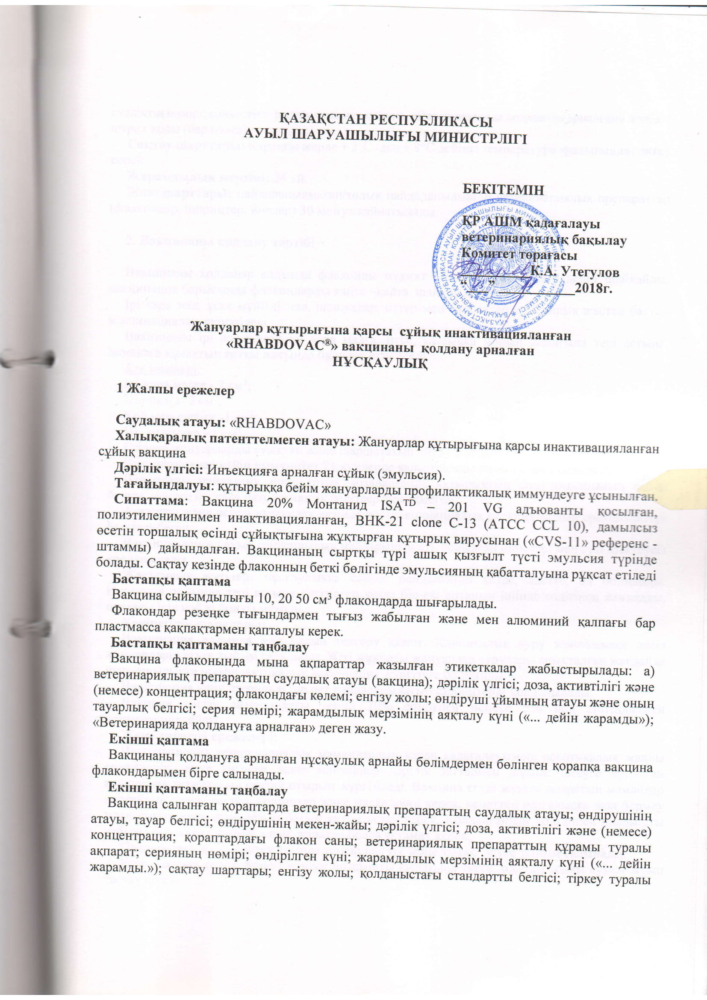 ҚАЗАҚСТАН РЕСПУБЛИКАСЫ
АУЫЛ ШАРУАШЫЛЫҒЫ МИНИСТРЛІГІ
БЕКІТЕМІН
ҚР АШМ қадағалауы
ветеринариялық бақылау
Комитет төрағасы
__________К.А. Утегулов
“___”___________2018г.
Жануарлар құтырығына қарсы сұйық инактивацияланған
«RHABDOVAC®» вакцинаны қолдану арналған
НҰСҚАУЛЫҚ
1 Жалпы ережелер
Саудалық атауы: «RHABDOVAC»
Халықаралық патенттелмеген атауы: Жануарлар құтырығына қарсы инактивацияланған
сұйық вакцина
Дәрілік үлгісі: Инъекцияға арналған сұйық (эмульсия).
Тағайындалуы: құтырыққа бейім жануарларды профилактикалық иммундеуге ұсынылған.
Сипаттама: Вакцина 20% Монтанид ISAᵀᴰ – 201 VG адъюванты қосылған,
полиэтилениминмен инактивацияланған, BHK-21 clone C-13 (ATCC CCL 10), дамылсыз
өсетін торшалық өсінді сұйықтығына жұқтырған құтырық вирусынан («CVS-11» референс -
штаммы) дайындалған. Вакцинаның сыртқы түрі ашық қызғылт түсті эмульсия түрінде
болады. Сақтау кезінде флаконның беткі бөлігінде эмульсияның қабатталуына рұқсат етіледі
Бастапқы қаптама
Вакцина сыйымдылығы 10, 20 50 см³ флакондарда шығарылады.
Флакондар резеңке тығындармен тығыз жабылған және мен алюминий қалпағы бар
пластмасса қақпақтармен қапталуы керек.
Бастапқы қаптаманы таңбалау
Вакцина флаконында мына ақпараттар жазылған этикеткалар жабыстырылады: а)
ветеринариялық препараттың саудалық атауы (вакцина); дәрілік үлгісі; доза, активтілігі және
(немесе) концентрация; флакондағы көлемі; енгізу жолы; өндіруші ұйымның атауы және оның
тауарлық белгісі; серия нөмірі; жарамдылық мерзімінің аяқталу күні («... дейін жарамды»);
«Ветеринарияда қолдануға арналған» деген жазу.
Екінші қаптама
Вакцинаны қолдануға арналған нұсқаулық арнайы бөлімдермен бөлінген қорапқа вакцина
флакондарымен бірге салынады.
Екінші қаптаманы таңбалау
Вакцина салынған қораптарда ветеринариялық препараттың саудалық атауы; өндірушінің
атауы, тауар белгісі; өндірушінің мекен-жайы; дәрілік үлгісі; доза, активтілігі және (немесе)
концентрация; қораптардағы флакон саны; ветеринариялық препараттың құрамы туралы
ақпарат; серияның нөмірі; өндірілген күні; жарамдылық мерзімінің аяқталу күні («... дейін
жарамды.»); сақтау шарттары; енгізу жолы; қолданыстағы стандартты белгісі; тіркеу туралы